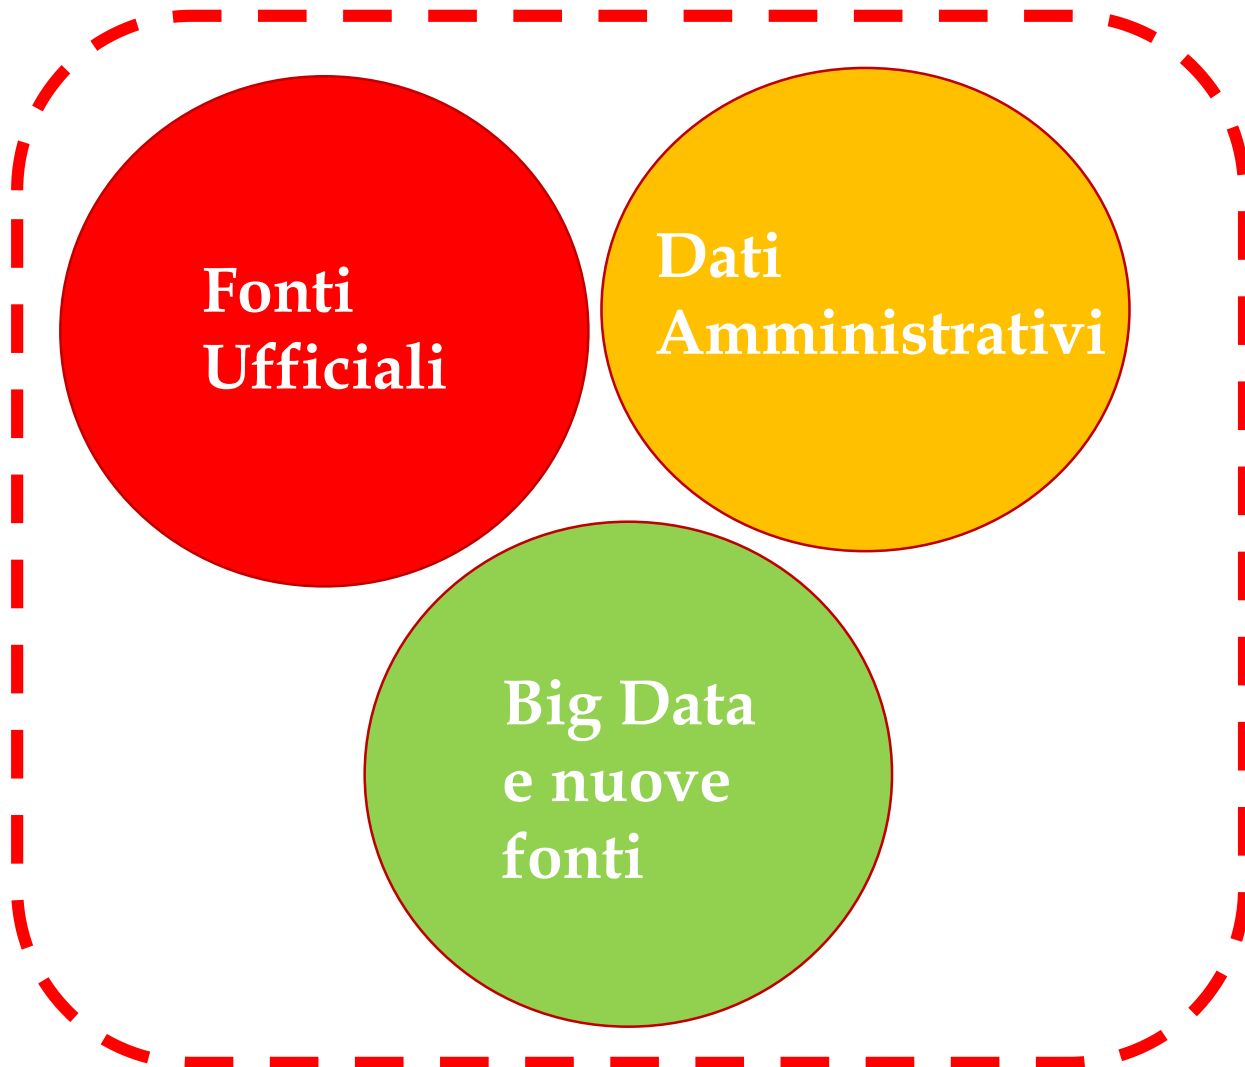 Fonti
Ufficiali
Dati
Amministrativi
Big Data
e nuove
fonti